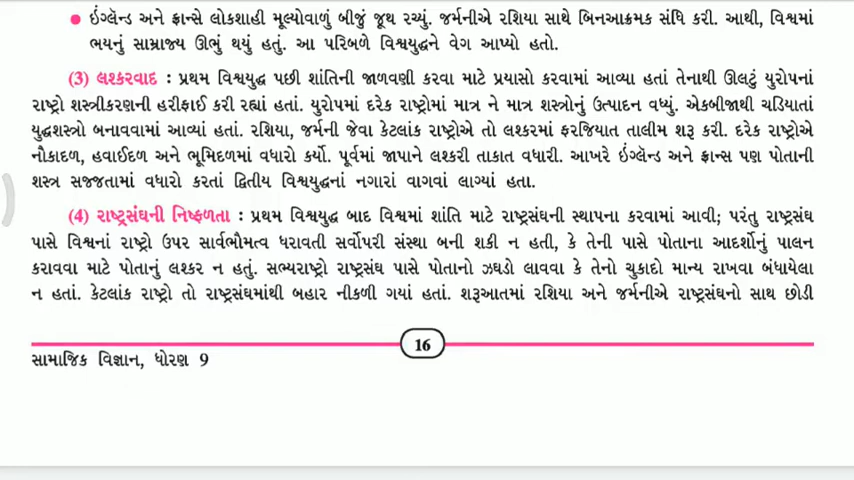 ● ઇંગ્લૅન્ડ અને ફ્રાન્સે લોકશાહી મૂલ્યોવાળું બીજું જૂથ રચ્યું. જર્મનીએ રશિયા સાથે બિનઆક્રમક સંધિ કરી. આથી, વિશ્વમાં
ભયનું સામ્રાજ્ય ઊભું થયું હતું. આ પરિબળે વિશ્વયુદ્ધને વેગ આપ્યો હતો.
(3) લશ્કરવાદ : પ્રથમ વિશ્વયુદ્ધ પછી શાંતિની જાળવણી કરવા માટે પ્રયાસો કરવામાં આવ્યા હતાં તેનાથી ઊલટું યુરોપનાં
રાષ્ટ્રો શસ્ત્રીકરણની હરીફાઈ કરી રહ્યાં હતાં. યુરોપમાં દરેક રાષ્ટ્રોમાં માત્ર ને માત્ર શસ્ત્રોનું ઉત્પાદન વધ્યું. એકબીજાથી ચડિયાતાં
યુદ્ધશસ્ત્રો બનાવવામાં આવ્યાં હતાં. રશિયા, જર્મની જેવા કેટલાંક રાષ્ટ્રોએ તો લશ્કરમાં ફરજિયાત તાલીમ શરૂ કરી. દરેક રાષ્ટ્રોએ
નૌકાદળ, હવાઈદળ અને ભૂમિદળમાં વધારો કર્યો. પૂર્વમાં જાપાને લશ્કરી તાકાત વધારી. આખરે ઇંગ્લૅન્ડ અને ફ્રાન્સ પણ પોતાની
શસ્ત્ર સજ્જતામાં વધારો કરતાં દ્વિતીય વિશ્વયુદ્ધનાં નગારાં વાગવાં લાગ્યાં હતા.
(4) રાષ્ટ્રસંઘની નિષ્ફળતા : પ્રથમ વિશ્વયુદ્ધ બાદ વિશ્વમાં શાંતિ માટે રાષ્ટ્રસંઘની સ્થાપના કરવામાં આવી; પરંતુ રાષ્ટ્રસંઘ
પાસે વિશ્વનાં રાષ્ટ્રો ઉપર સાર્વભૌમત્વ ધરાવતી સર્વોપરી સંસ્થા બની શકી ન હતી, કે તેની પાસે પોતાના આદર્શોનું પાલન
કરાવવા માટે પોતાનું લશ્કર ન હતું. સભ્યરાષ્ટ્રો રાષ્ટ્રસંઘ પાસે પોતાનો ઝઘડો લાવવા કે તેનો ચુકાદો માન્ય રાખવા બંધાયેલા
ન હતાં. કેટલાંક રાષ્ટ્રો તો રાષ્ટ્રસંઘમાંથી બહાર નીકળી ગયાં હતાં. શરૂઆતમાં રશિયા અને જર્મનીએ રાષ્ટ્રસંઘનો સાથ છોડી
16
સામાજિક વિજ્ઞાન, ધોરણ 9